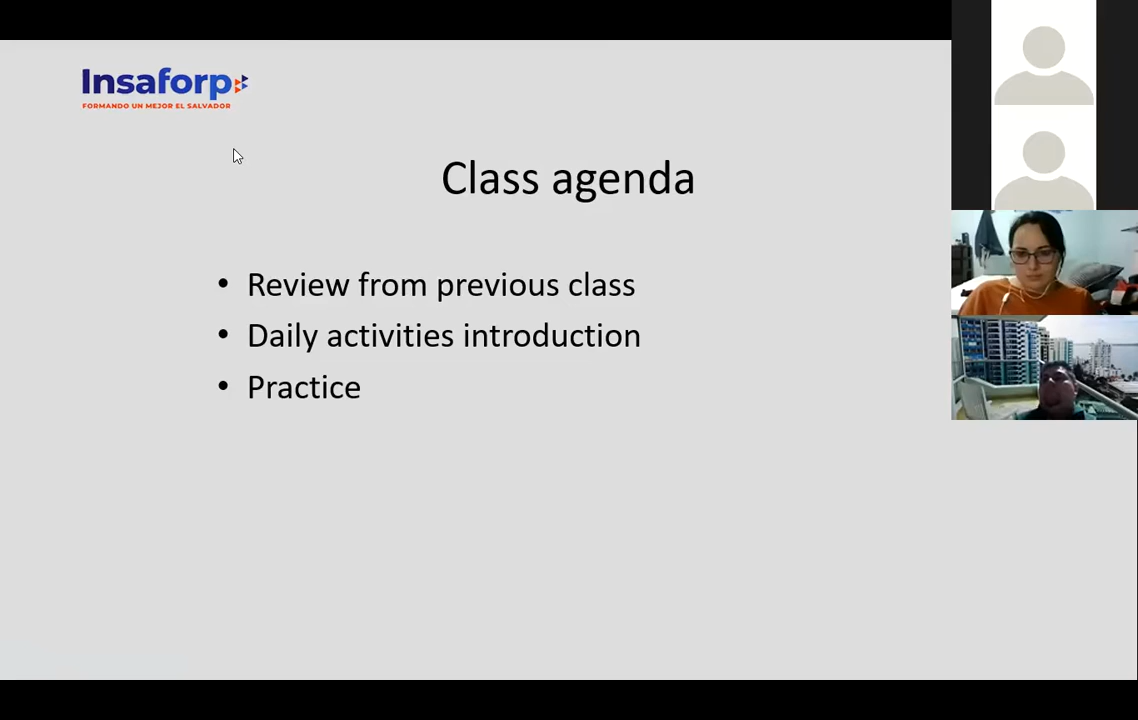 Insaforp
FORMANDO UN MEJOR EL SALVADOR
Class agenda
• Review from previous class
• Daily activities introduction
• Practice